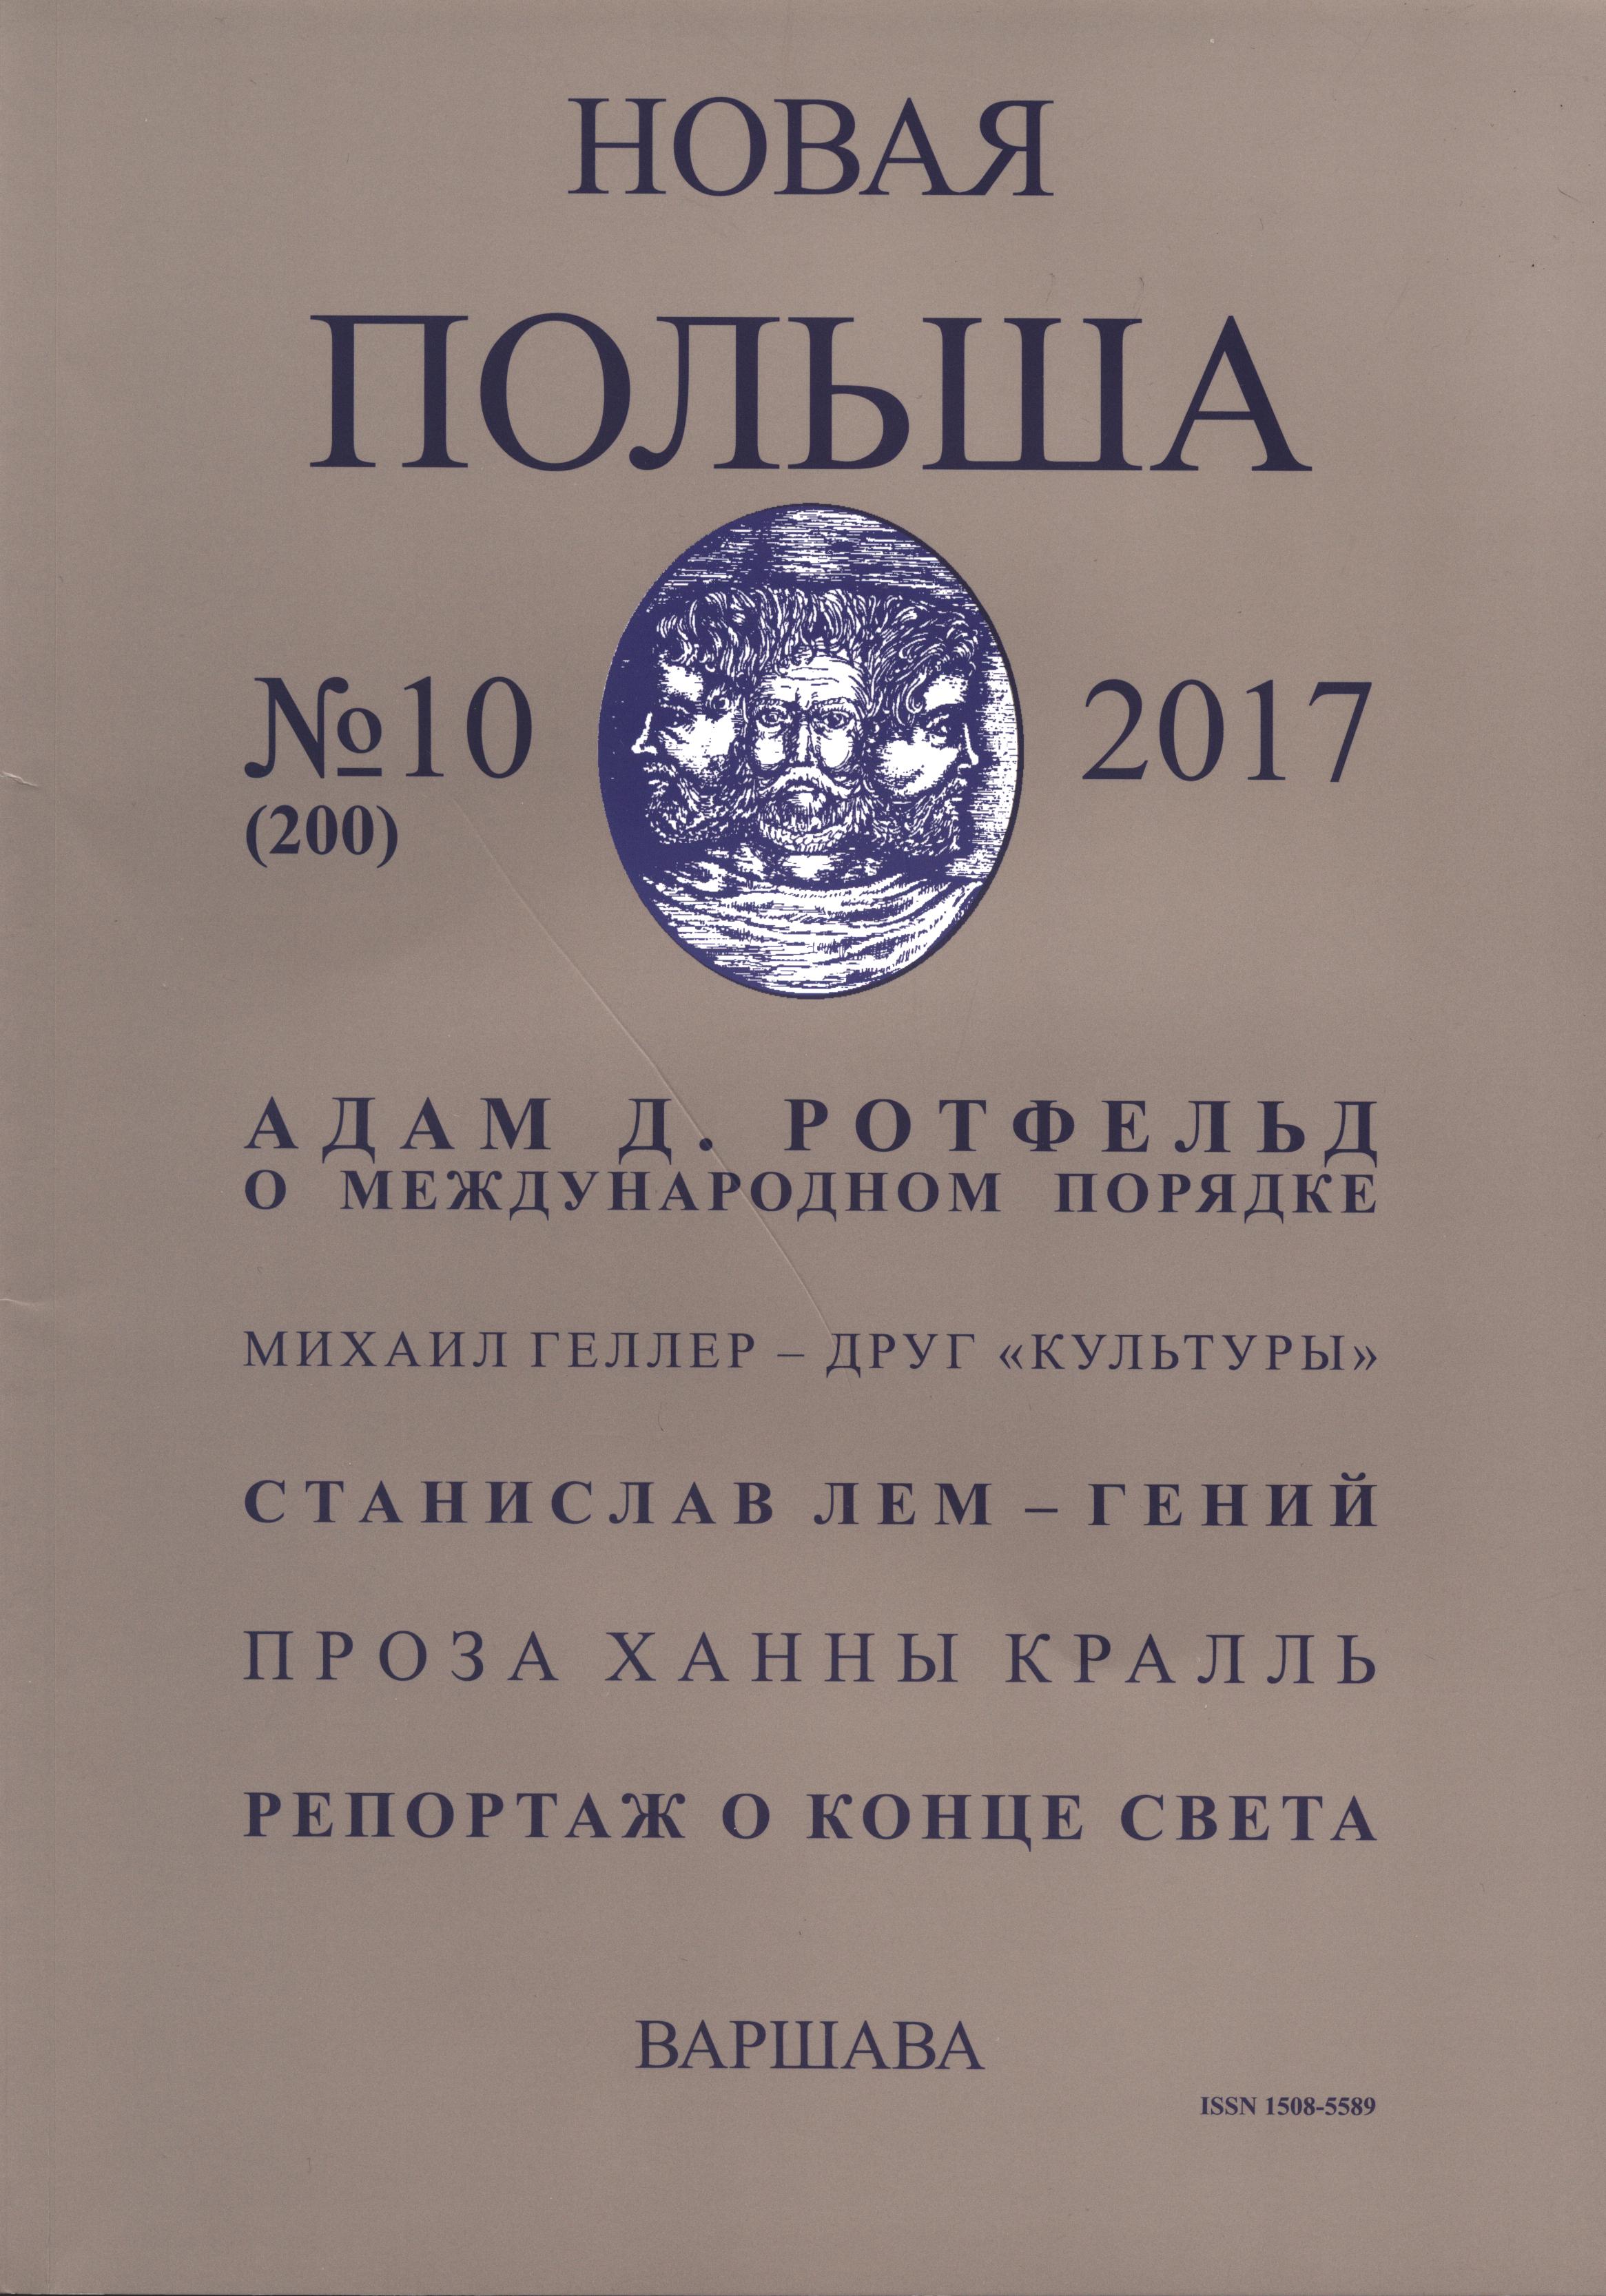 НОВАЯ
ПОЛЬША
№10
2017
(200)
АДАМ Д. РОТФЕЛЬД
О МЕЖДУНАРОДНОМ ПОРЯДКЕ
МИХАИЛ ГЕЛЛЕР – ДРУГ «КУЛЬТУРЫ»
СТАНИСЛАВ ЛЕМ – ГЕНИЙ
ПРОЗА ХАННЫ КРАЛЛЬ
РЕПОРТАЖ О КОНЦЕ СВЕТА
ВАРШАВА
ISSN 1508-5589